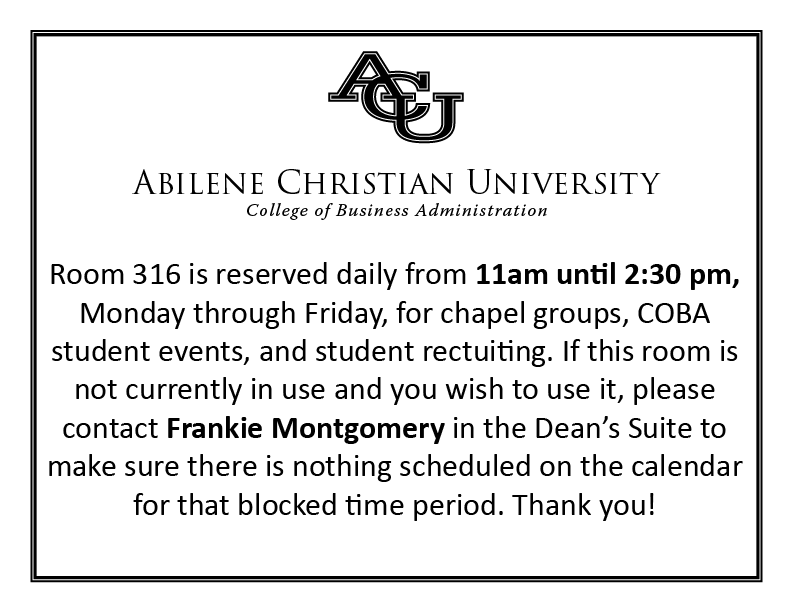 ACU
Abilene Christian University
College of Business Administration
Room 316 is reserved daily from 11am until 2:30 pm,
Monday through Friday, for chapel groups, COBA
student events, and student rectuiting. If this room is
not currently in use and you wish to use it, please
contact Frankie Montgomery in the Dean’s Suite to
make sure there is nothing scheduled on the calendar
for that blocked time period. Thank you!